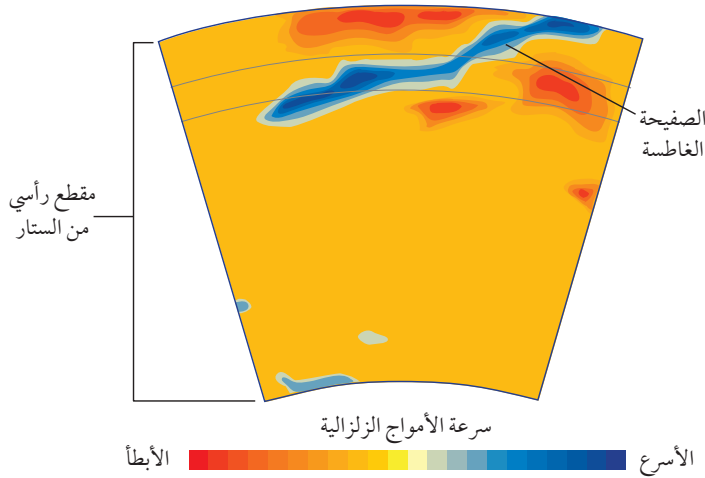 الصفيحة
الغاطسة
مقطع رأسي
من الستار
سرعة الأمواج الزلزالية
الأسرع
الأبطأ